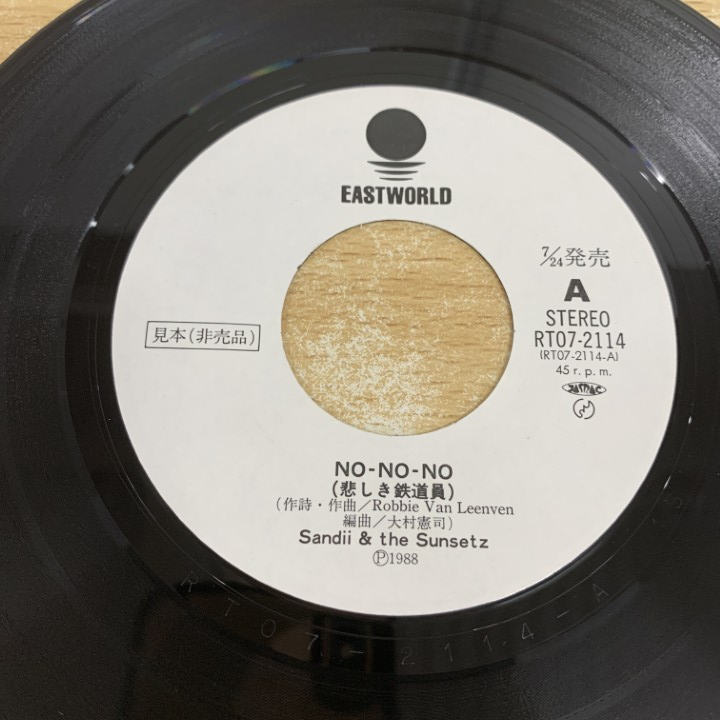 EASTWORLD
7/24発売
A
STEREO
RT07-2114
(RT07-2114-A)
45 r. p. m.
見本(非売品)
JASRAC
NO-NO-NO
(悲しき鉄道員)
(作詩・作曲/Robbie Van Leenven
編曲/大村憲司)
Sandii & the Sunsetz
Ⓟ1988
RT07-2114-A